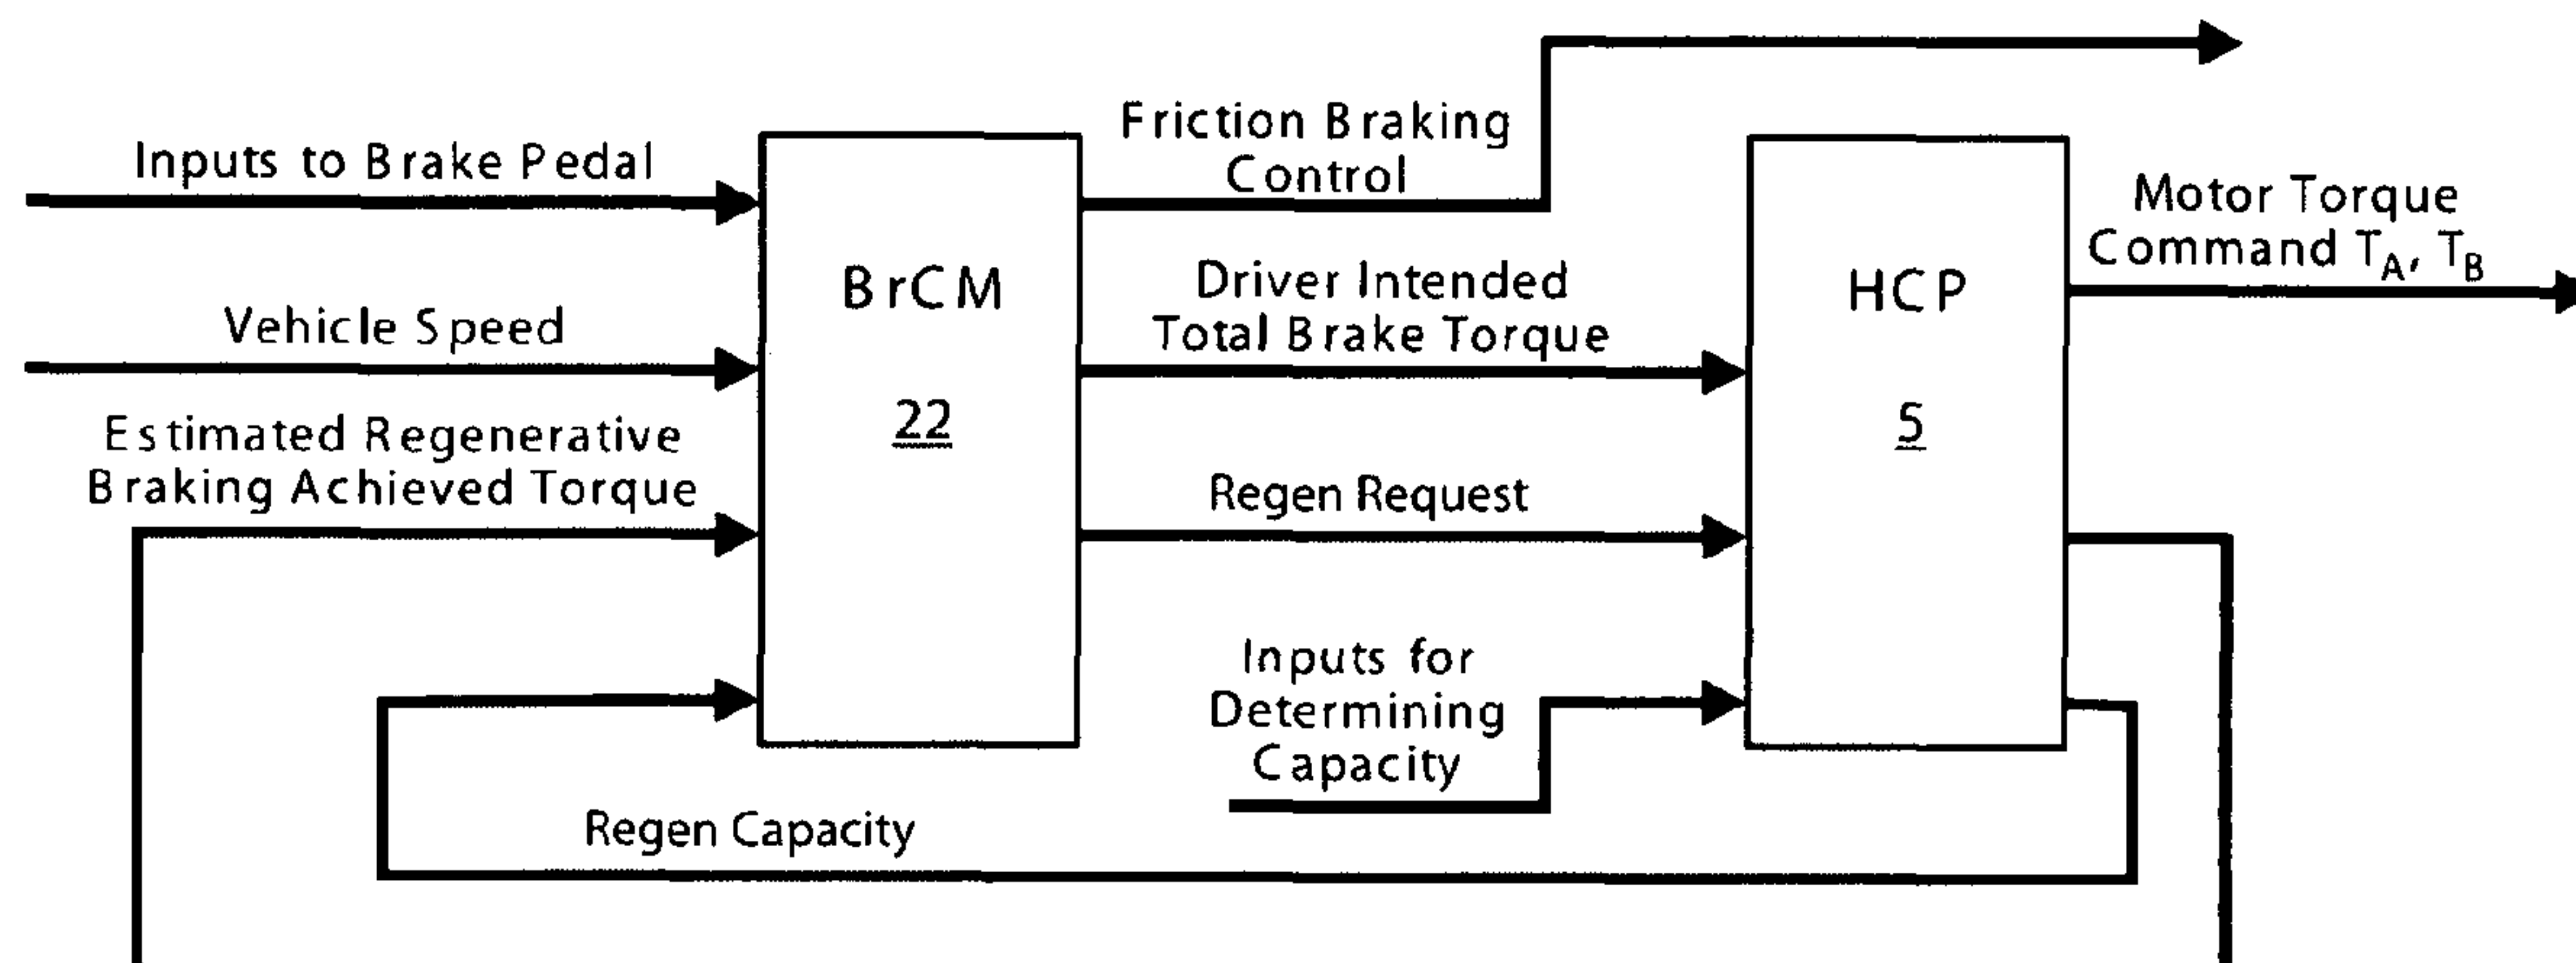 Inputs to Brake Pedal
Vehicle Speed
Estimated Regenerative
Braking Achieved Torque
BrCM
22
Friction Braking
Control
Driver Intended
Total Brake Torque
Regen Request
Inputs for
Determining
Capacity
Regen Capacity
HCP
5
Motor Torque
Command TA, TB